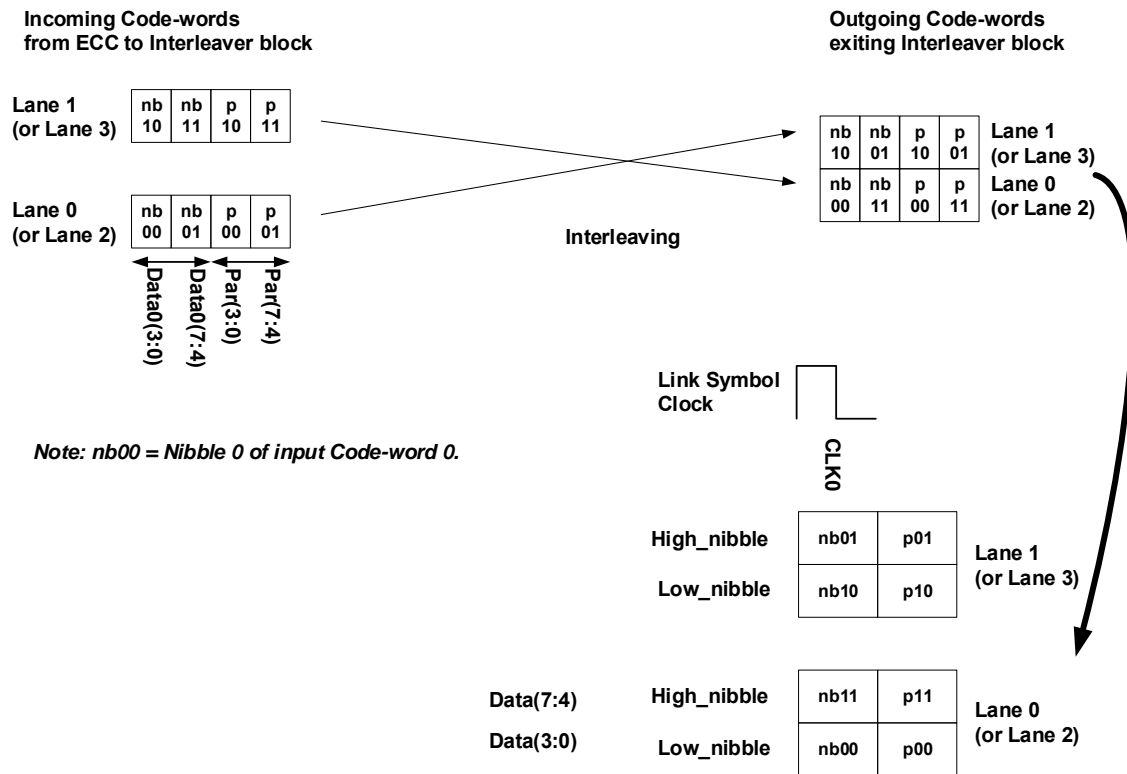 Incoming Code-words
from ECC to Interleaver block
Outgoing Code-words
exiting Interleaver block
Lane 1
(or Lane 3)
nb nb p p
10 11 10 11
Lane 0
(or Lane 2)
nb nb p p
00 01 00 01
Data0(3:0)
Data0(7:4)
Par(3:0)
Par(7:4)
Interleaving
nb nb p p
10 01 10 01
Lane 1
(or Lane 3)
nb nb p p
00 11 00 11
Lane 0
(or Lane 2)
Note: nb00 = Nibble 0 of input Code-word 0.
Link Symbol
Clock
CLK0
High_nibble nb01 p01
Low_nibble nb10 p10
Lane 1
(or Lane 3)
Data(7:4) High_nibble nb11 p11
Data(3:0) Low_nibble nb00 p00
Lane 0
(or Lane 2)